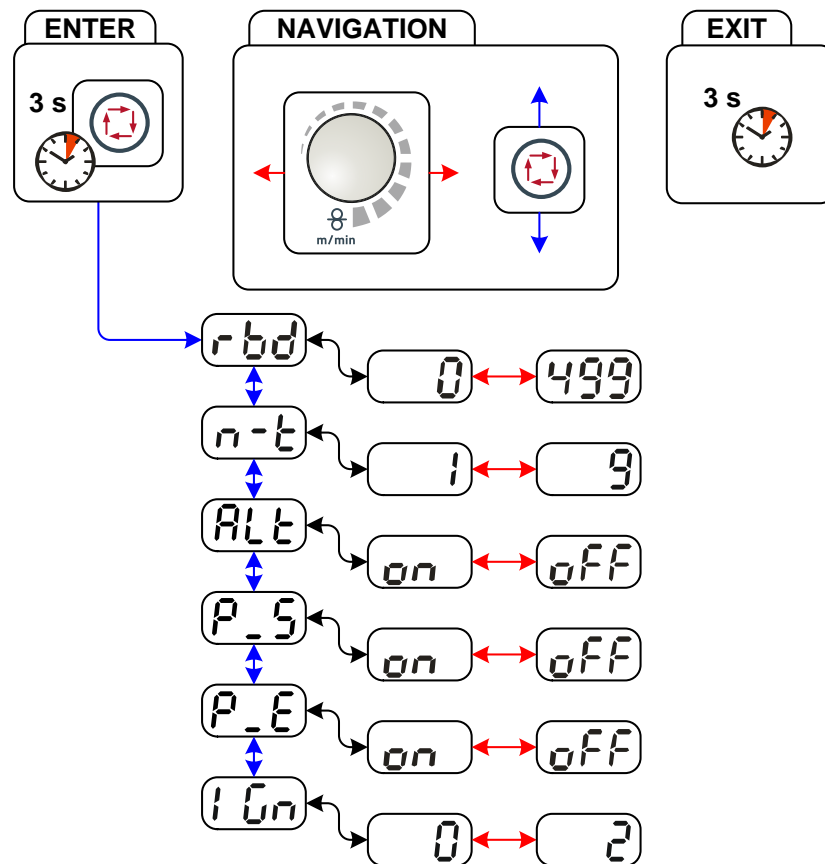 ENTER
NAVIGATION
EXIT
3 s
3 s
m/min
rbd
0
499
n-t
1
9
ALt
on
oFF
P_S
on
oFF
P_E
on
oFF
IGn
0
2